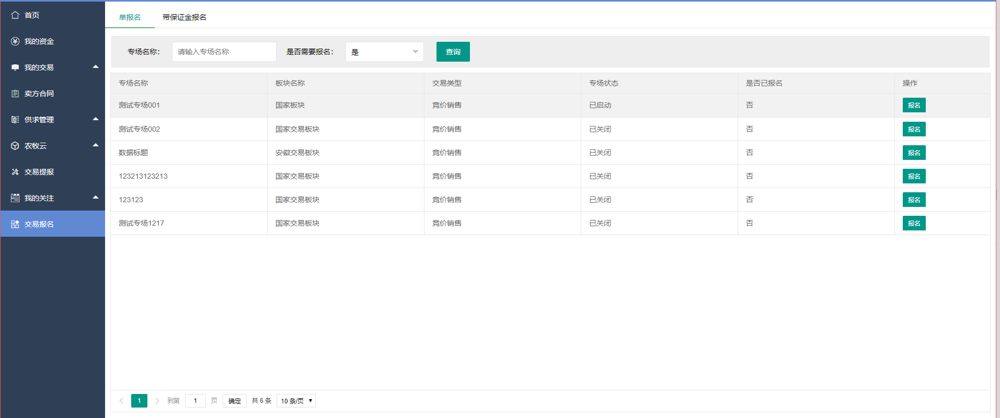 首页
我的资金
我的交易
卖方合同
供求管理
农牧云
交易提报
我的关注
交易报名
单报名 带保证金报名
专场名称： 请输入专场名称 是否需要报名： 是 查询
专场名称 板块名称 交易类型 专场状态 是否已报名 操作
测试专场001 国家板块 竞价销售 已启动 否 报名
测试专场002 国家交易板块 竞价销售 已关闭 否 报名
数据标题 安徽交易板块 竞价销售 已关闭 否 报名
123213123213 国家交易板块 竞价销售 已关闭 否 报名
123123 国家交易板块 竞价销售 已关闭 否 报名
测试专场1217 国家交易板块 竞价销售 已关闭 否 报名
1 到第 1 页 确定 共 6 条 10 条/页